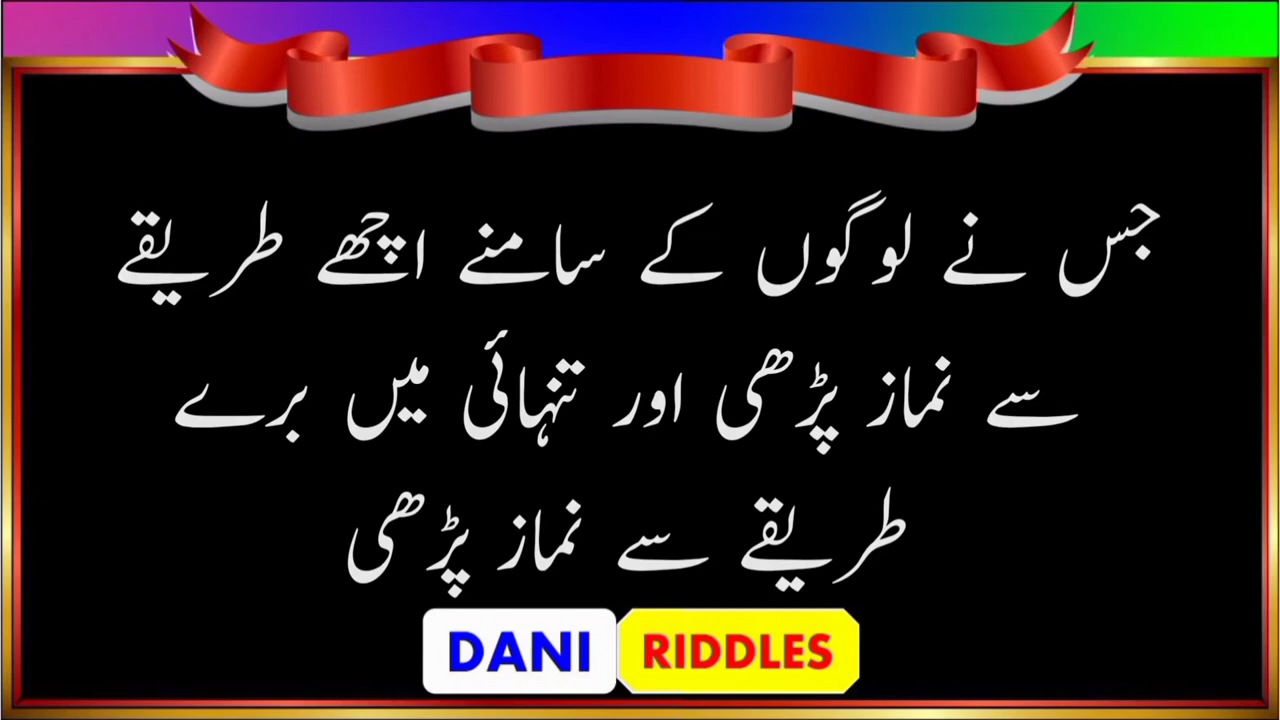 جس نے لوگوں کے سامنے اچھے طریقے
سے نماز پڑھی اور تنہائی میں برے
طریقے سے نماز پڑھی
DANI RIDDLES